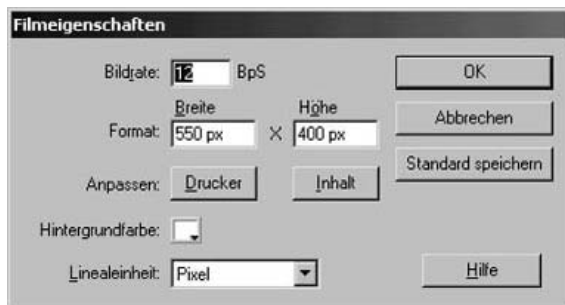 Filmeigenschaften
Bildrate: 12 BpS
OK
Breite Höhe
Format: 550 px X 400 px
Abbrechen
Standard speichern
Anpassen: Drucker Inhalt
Hintergrundfarbe:
Linealeinheit: Pixel
Hilfe